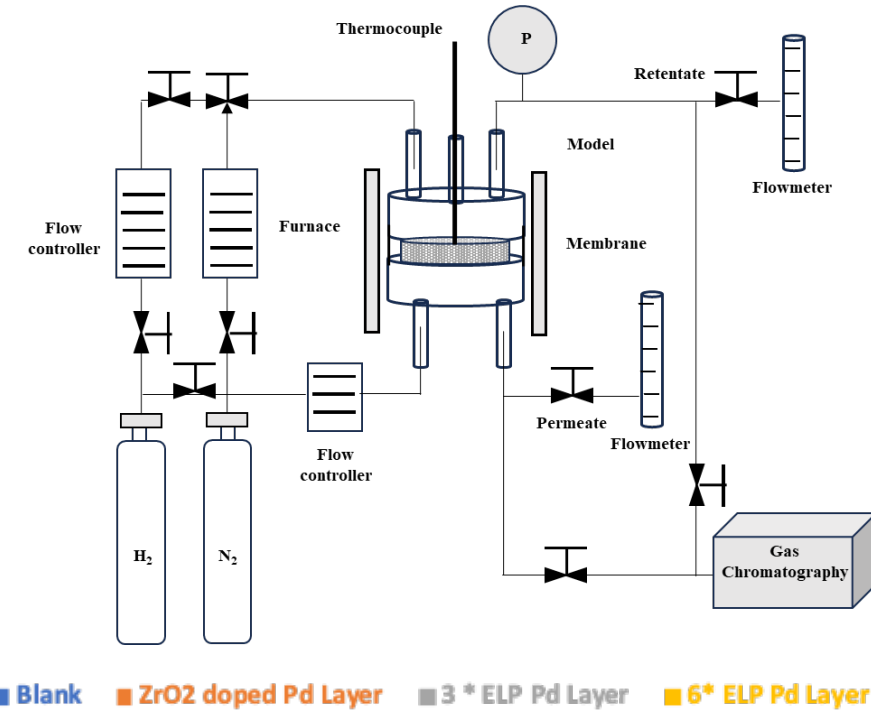 Thermocouple
P
Retentate
Model
Flowmeter
Flow
controller
Furnace
Membrane
Permeate
Flowmeter
Flow
controller
H₂
N₂
Gas
Chromatography
Blank ZrO2 doped Pd Layer 3 * ELP Pd Layer 6* ELP Pd Layer